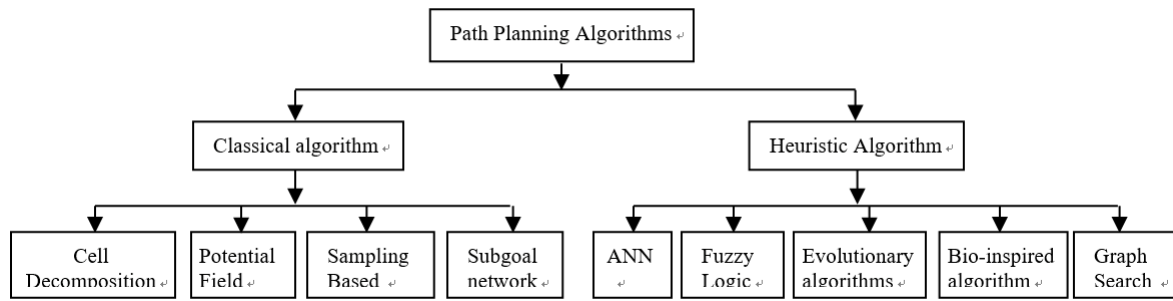 Path Planning Algorithms
Classical algorithm
Heuristic Algorithm
Cell
Decomposition
Potential
Field
Sampling
Based
Subgoal
network
ANN
Fuzzy
Logic
Evolutionary
algorithms
Bio-inspired
algorithm
Graph
Search